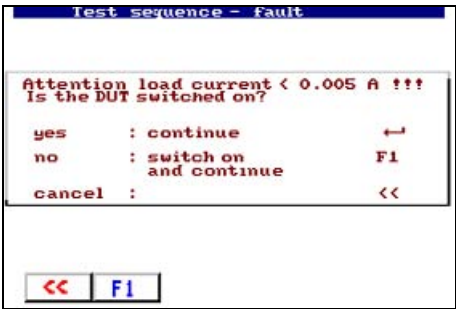 Test sequence - fault
Attention load current < 0.005 A !!!
Is the DUT switched on?
yes : continue ↵
no : switch on F1
and continue
cancel : <<
<< F1